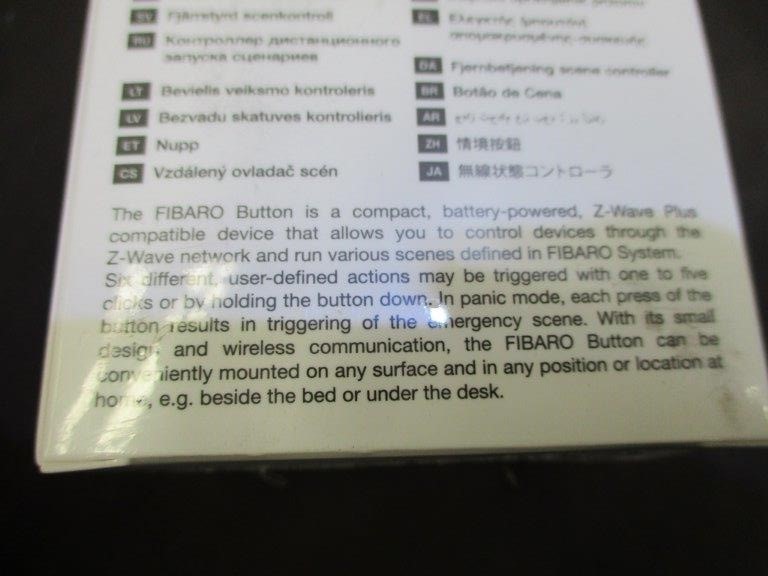 SV Fjärrstyrd scenkontroll
RU Контроллер дистанционного
запуска сценариев
LT Bevielis veiksmo kontroleris
LV Bezvadu skatuves kontrolieris
ET Nupp
CS Vzdálený ovladač scén
EL
DA Fjernbetjening scene controller
BR Botão de Cena
AR
ZH 情境按鈕
JA 無線状態コントローラ
The FIBARO Button is a compact, battery-powered, Z-Wave Plus
compatible device that allows you to control devices through the
Z-Wave network and run various scenes defined in FIBARO System.
Six different, user-defined actions may be triggered with one to five
clicks or by holding the button down. In panic mode, each press of the
button results in triggering of the emergency scene. With its small
design and wireless communication, the FIBARO Button can be
conveniently mounted on any surface and in any position or location at
home, e.g. beside the bed or under the desk.